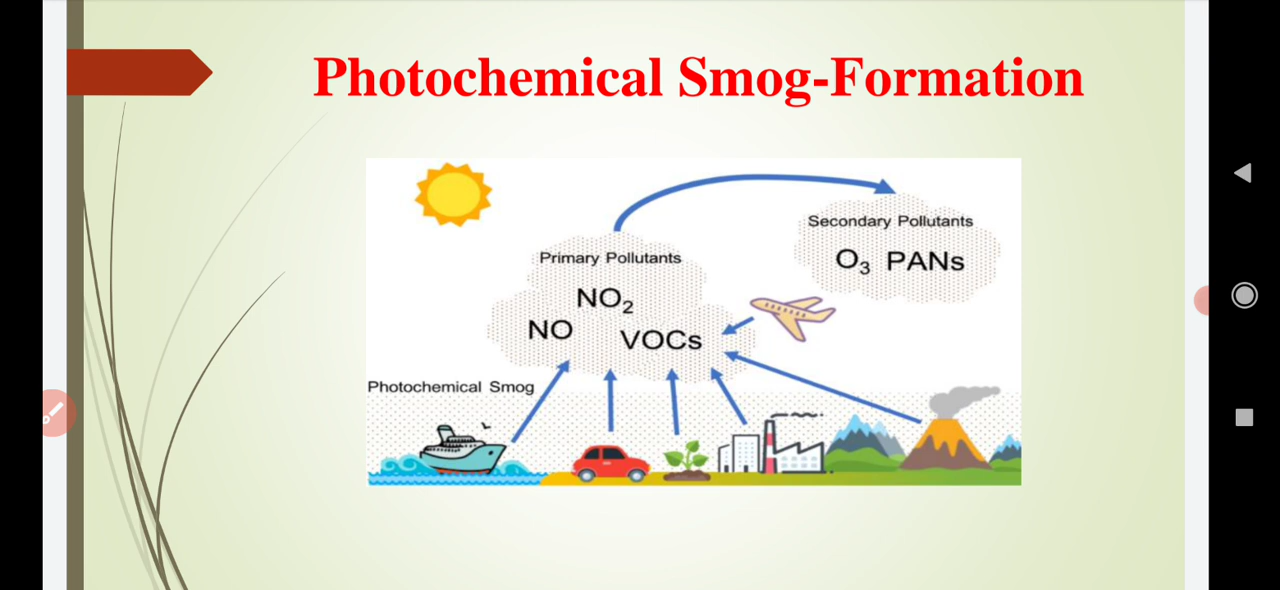 Photochemical Smog-Formation
Secondary Pollutants
O₃ PANs
Primary Pollutants
NO₂
NO
VOCs
Photochemical Smog